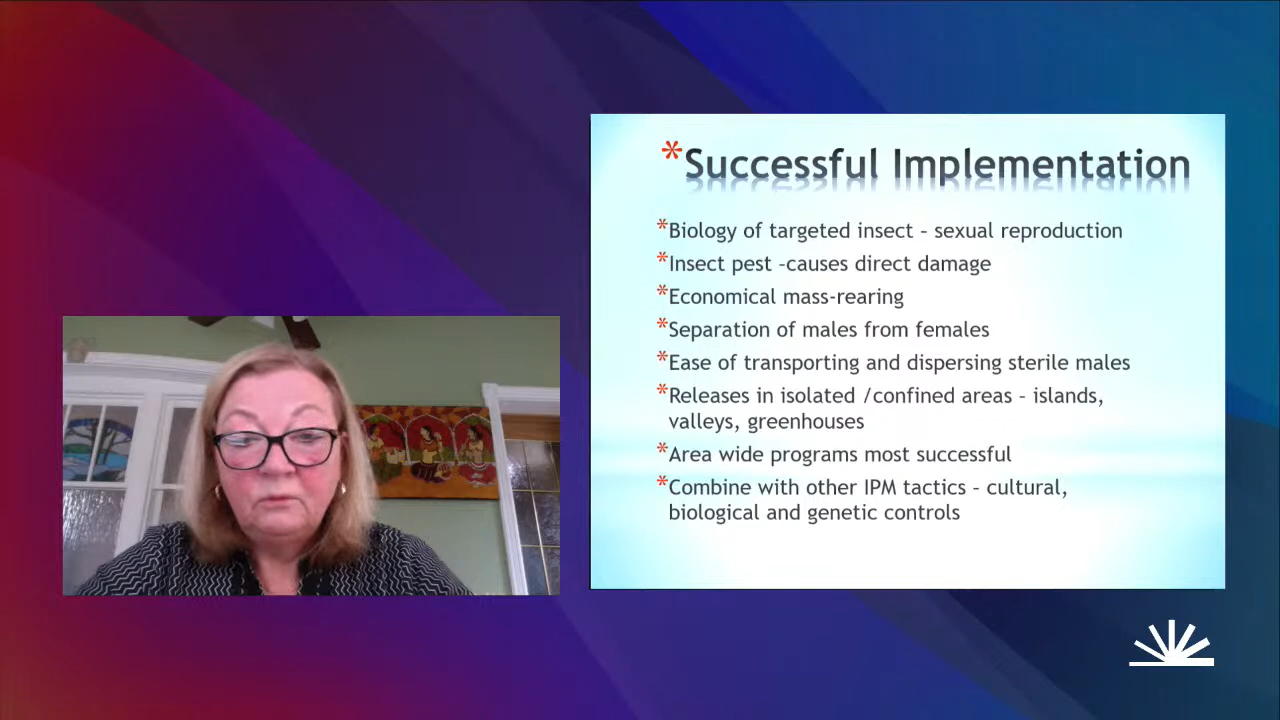 *Successful Implementation
*Biology of targeted insect – sexual reproduction
*Insect pest –causes direct damage
*Economical mass-rearing
*Separation of males from females
*Ease of transporting and dispersing sterile males
*Releases in isolated /confined areas – islands,
valleys, greenhouses
*Area wide programs most successful
*Combine with other IPM tactics – cultural,
biological and genetic controls